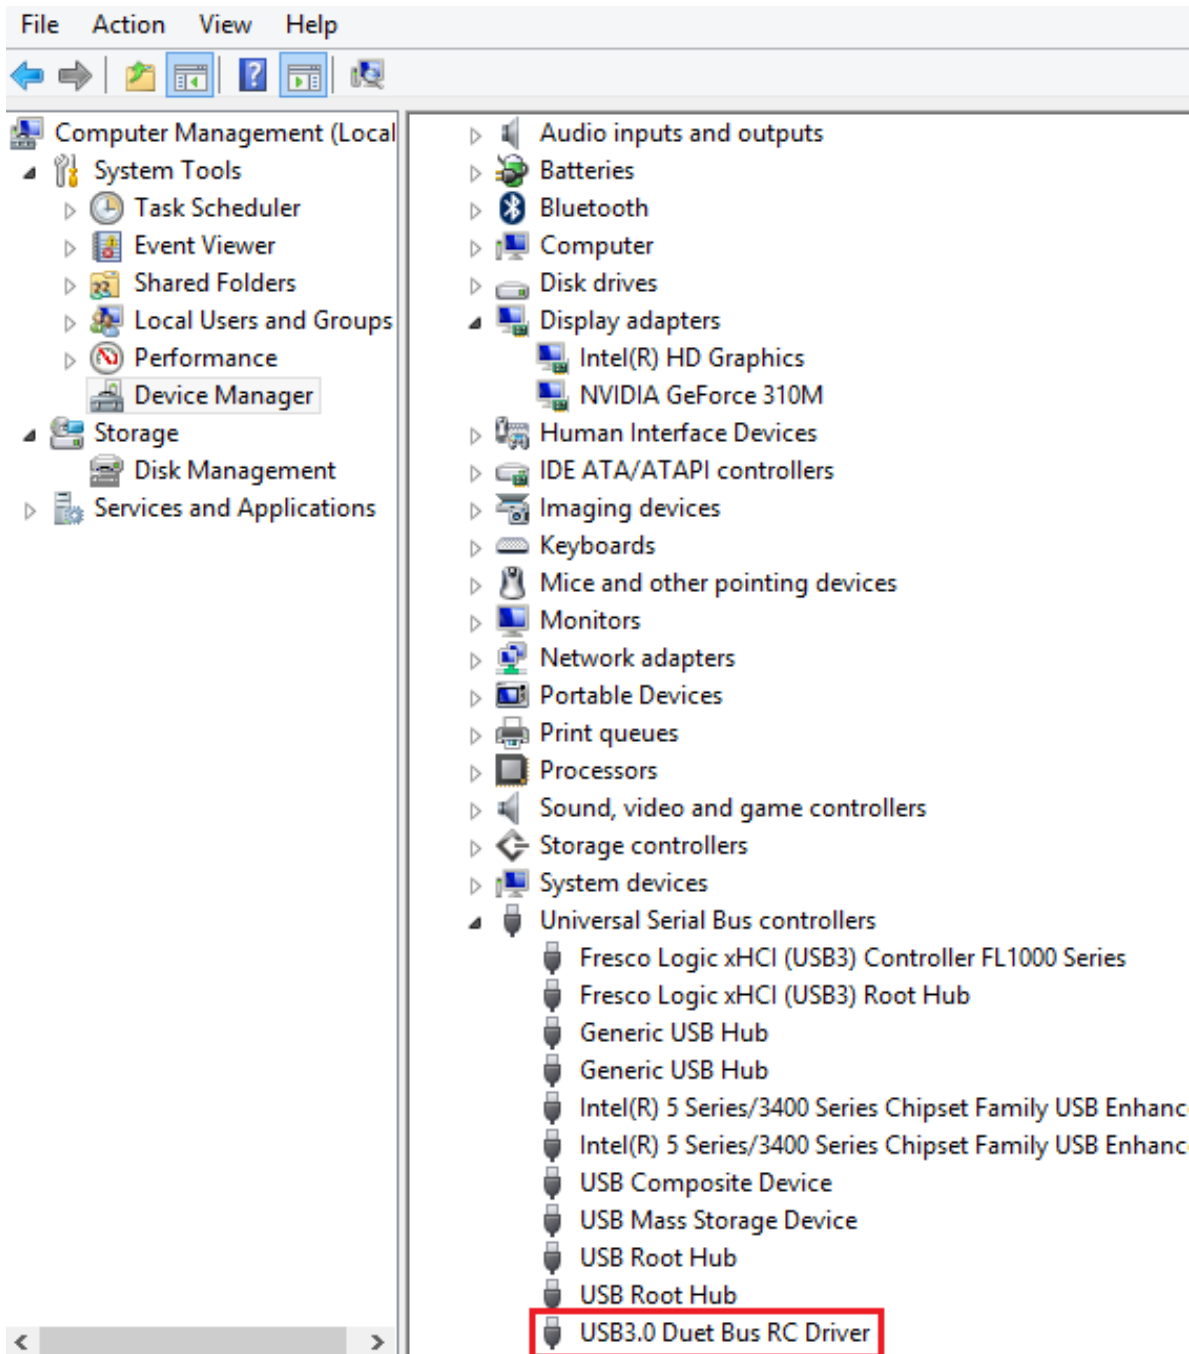 File Action View Help
Computer Management (Local
System Tools
Task Scheduler
Event Viewer
Shared Folders
Local Users and Groups
Performance
Device Manager
Storage
Disk Management
Services and Applications
Audio inputs and outputs
Batteries
Bluetooth
Computer
Disk drives
Display adapters
Intel(R) HD Graphics
NVIDIA GeForce 310M
Human Interface Devices
IDE ATA/ATAPI controllers
Imaging devices
Keyboards
Mice and other pointing devices
Monitors
Network adapters
Portable Devices
Print queues
Processors
Sound, video and game controllers
Storage controllers
System devices
Universal Serial Bus controllers
Fresco Logic xHCI (USB3) Controller FL1000 Series
Fresco Logic xHCI (USB3) Root Hub
Generic USB Hub
Generic USB Hub
Intel(R) 5 Series/3400 Series Chipset Family USB Enhanc
Intel(R) 5 Series/3400 Series Chipset Family USB Enhanc
USB Composite Device
USB Mass Storage Device
USB Root Hub
USB Root Hub
USB3.0 Duet Bus RC Driver